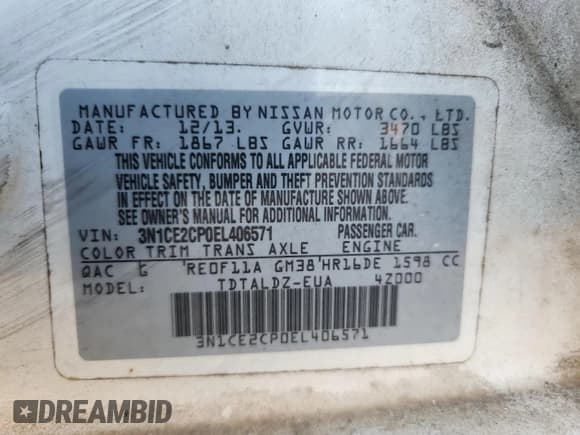 MANUFACTURED BY NISSAN MOTOR CO., LTD.
DATE: 12/13. GVWR: 3470 LBS
GAWR FR: 1867 LBS GAWR RR: 1664 LBS
THIS VEHICLE CONFORMS TO ALL APPLICABLE FEDERAL MOTOR
VEHICLE SAFETY, BUMPER AND THEFT PREVENTION STANDARDS
IN EFFECT ON THE DATE OF MANUFACTURE SHOWN ABOVE.
SEE OWNER'S MANUAL FOR ADDITIONAL INFORMATION.
VIN: 3N1CE2CP0EL406571 PASSENGER CAR.
COLOR TRIM TRANS AXLE ENGINE
QAC G RE0F11A GM38 HR16DE 1598 CC
MODEL: TDTALDZ-EUA 4Z000
3N1CE2CP0EL406571
DREAMBID